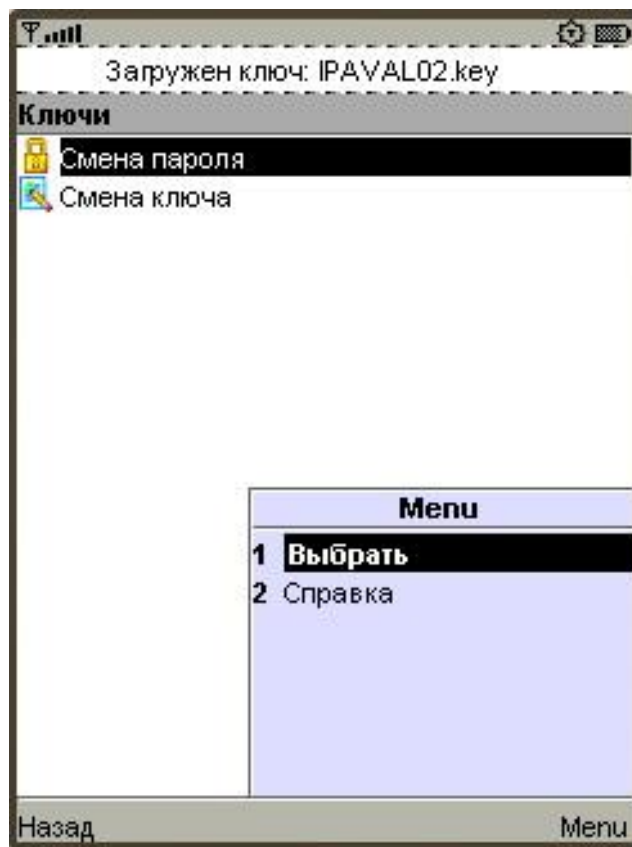 Загружен ключ: IPAVAL02.key
Ключи
Смена пароля
Смена ключа
Menu
1 Выбрать
2 Справка
Назад Menu